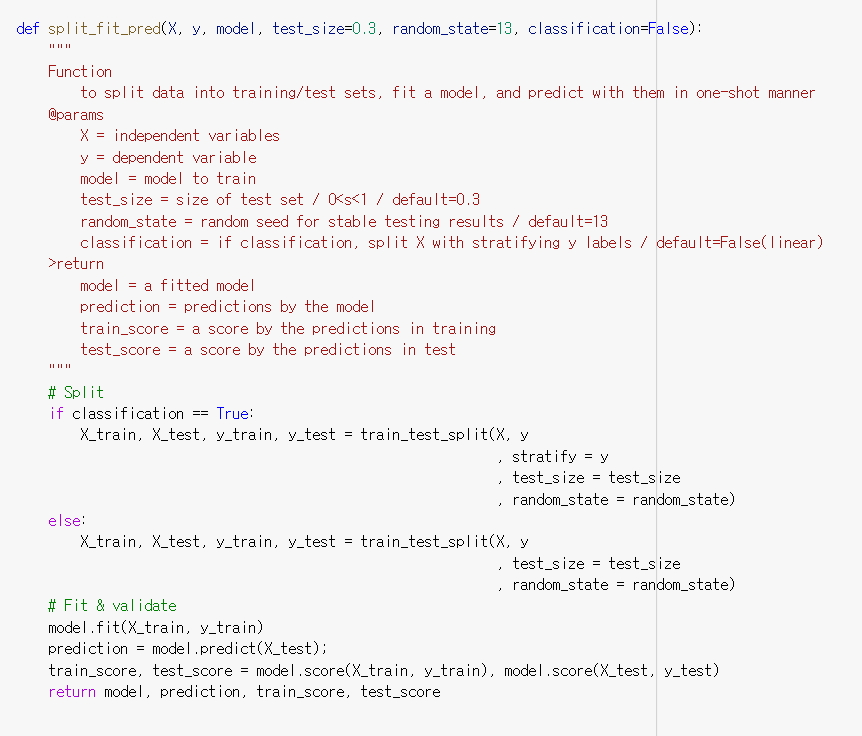 def split_fit_pred(X, y, model, test_size=0.3, random_state=13, classification=False):
    """
    Function
        to split data into training/test sets, fit a model, and predict with them in one-shot manner
    @params
        X = independent variables
        y = dependent variable
        model = model to train
        test_size = size of test set / 0<s<1 / default=0.3
        random_state = random seed for stable testing results / default=13
        classification = if classification, split X with stratifying y labels / default=False(linear)
    >return
        model = a fitted model
        prediction = predictions by the model
        train_score = a score by the predictions in training
        test_score = a score by the predictions in test
    """
    # Split
    if classification == True:
        X_train, X_test, y_train, y_test = train_test_split(X, y
                                                            , stratify = y
                                                            , test_size = test_size
                                                            , random_state = random_state)
    else:
        X_train, X_test, y_train, y_test = train_test_split(X, y
                                                            , test_size = test_size
                                                            , random_state = random_state)
    # Fit & validate
    model.fit(X_train, y_train)
    prediction = model.predict(X_test);
    train_score, test_score = model.score(X_train, y_train), model.score(X_test, y_test)
    return model, prediction, train_score, test_score